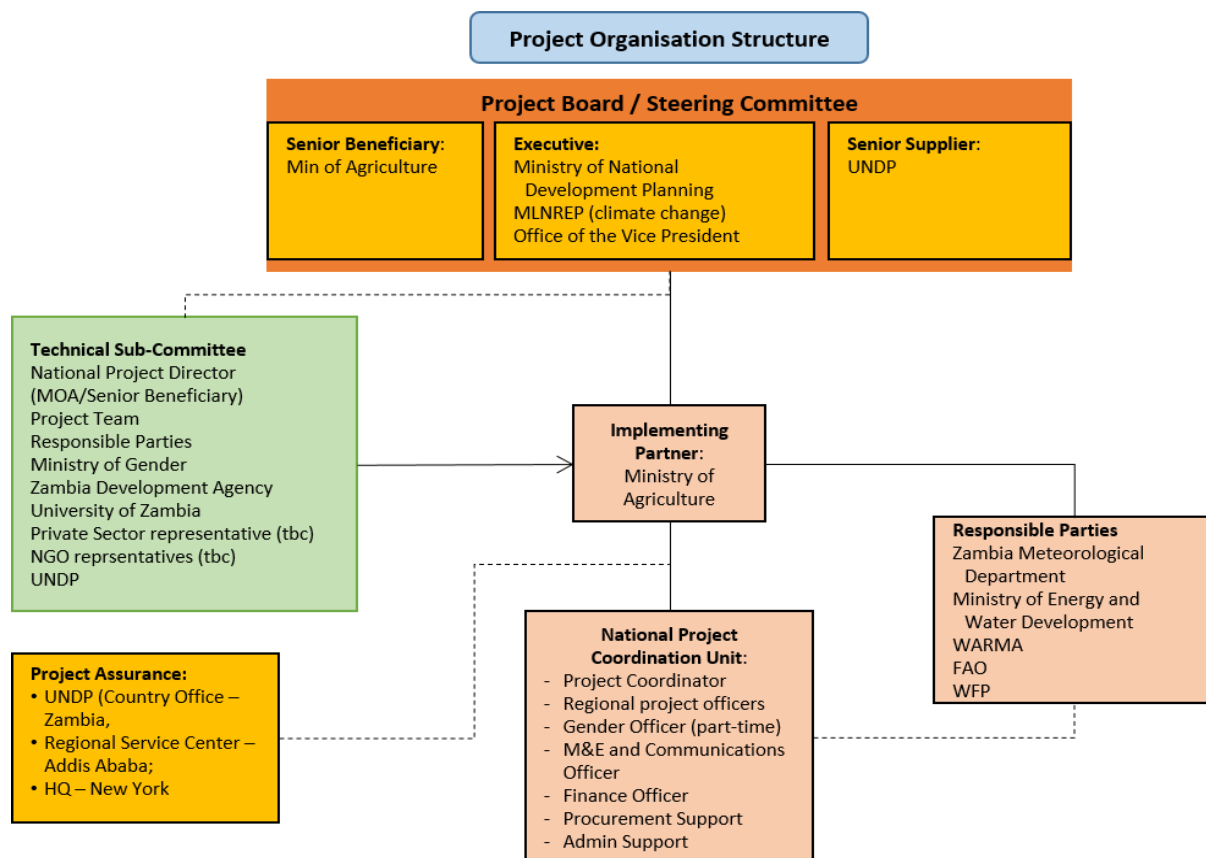 Project Organisation Structure
Project Board / Steering Committee
Senior Beneficiary:
Min of Agriculture
Executive:
Ministry of National
Development Planning
MLNREP (climate change)
Office of the Vice President
Senior Supplier:
UNDP
Technical Sub-Committee
National Project Director
(MOA/Senior Beneficiary)
Project Team
Responsible Parties
Ministry of Gender
Zambia Development Agency
University of Zambia
Private Sector representative (tbc)
NGO reprsentatives (tbc)
UNDP
Implementing
Partner:
Ministry of
Agriculture
Responsible Parties
Zambia Meteorological
Department
Ministry of Energy and
Water Development
WARMA
FAO
WFP
Project Assurance:
• UNDP (Country Office –
Zambia,
• Regional Service Center –
Addis Ababa;
• HQ – New York
National Project
Coordination Unit:
- Project Coordinator
- Regional project officers
- Gender Officer (part-time)
- M&E and Communications
Officer
- Finance Officer
- Procurement Support
- Admin Support